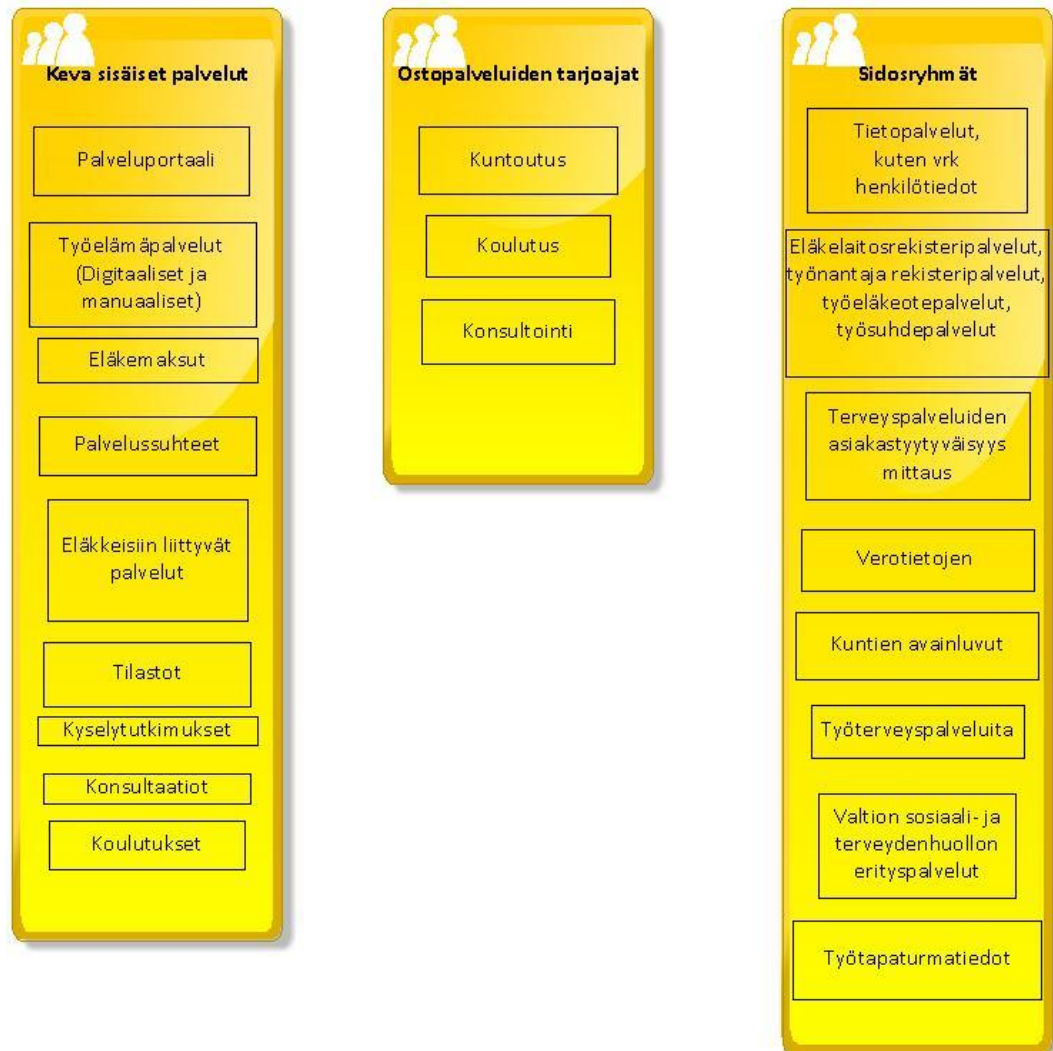 Keva sisäiset palvelut
Palveluportaali
Työelämäpalvelut
(Digitaaliset ja
manuaaliset)
Eläkemaksut
Palvelussuhteet
Eläkkeisiin liittyvät
palvelut
Tilastot
Kyselytutkimukset
Konsultaatiot
Koulutukset
Ostopalveluiden tarjoajat
Kuntoutus
Koulutus
Konsultointi
Sidosryhmät
Tietopalvelut,
kuten vrk
henkilötiedot
Eläkelaitosrekisteripalvelut,
työnantaja rekisteripalvelut,
työeläkeotepalvelut,
työsuhdepalvelut
Terveyspalveluiden
asiakastyytyväisyys
mittaus
Verotietojen
Kuntien avainluvut
Työterveyspalveluita
Valtion sosiaali- ja
terveydenhuollon
erityspalvelut
Työtapaturmatiedot